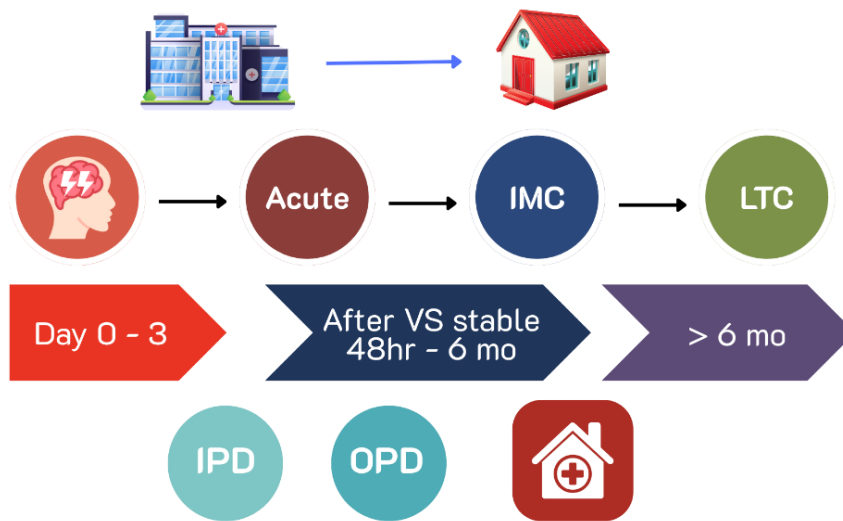 Acute
IMC
LTC
Day 0 - 3
After VS stable
48hr - 6 mo
> 6 mo
IPD
OPD